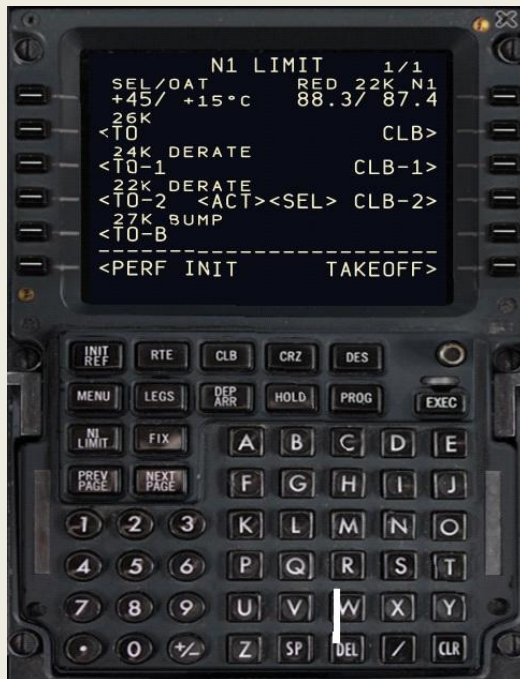 N1 LIMIT 1/1
SEL/OAT RED 22K N1
+45/ +15°C 88.3/ 87.4
26K
<TO CLB>
24K DERATE
<TO-1 CLB-1>
22K DERATE
<TO-2 <ACT><SEL> CLB-2>
27K BUMP
<TO-B
<PERF INIT TAKEOFF>
INIT REF RTE CLB CRZ DES
MENU LEGS DEP ARR HOLD PROG EXEC
N1 LIMIT FIX A B C D E
PREV PAGE NEXT PAGE F G H I J
1 2 3 K L M N O
4 5 6 P Q R S T
7 8 9 U V W X Y
. 0 +/- Z SP DEL / CLR